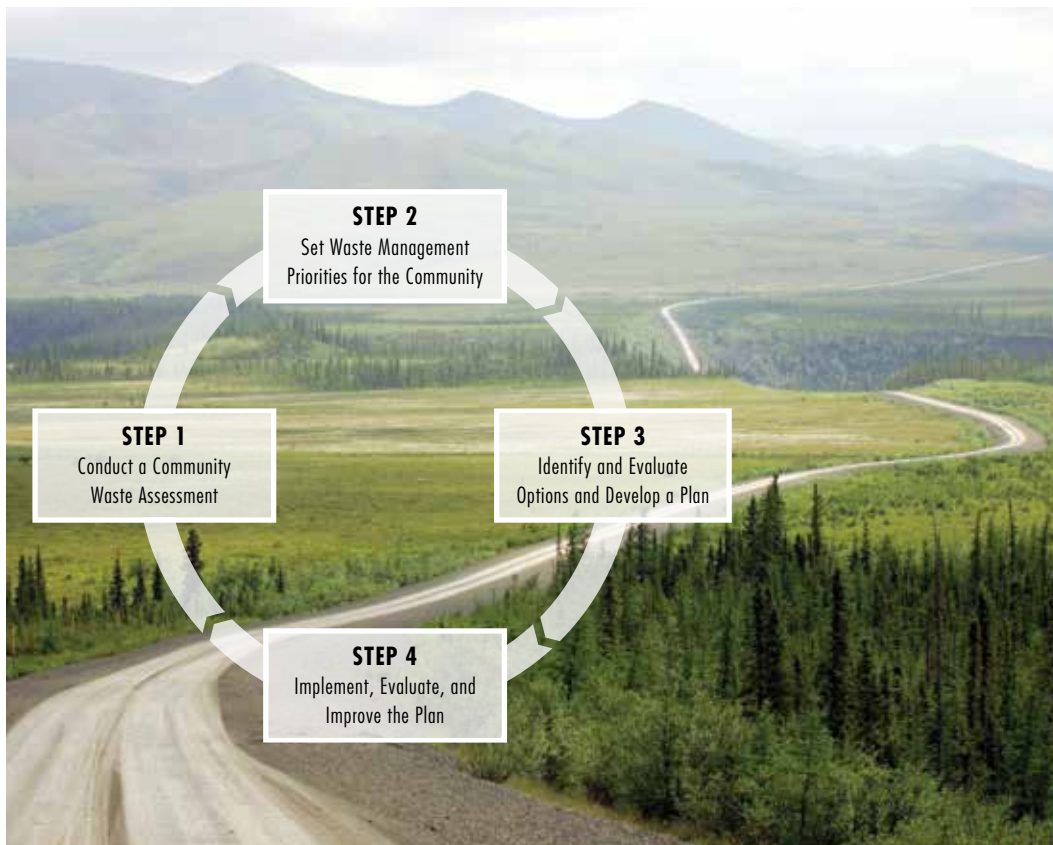 STEP 1
Conduct a Community
Waste Assessment
STEP 2
Set Waste Management
Priorities for the Community
STEP 3
Identify and Evaluate
Options and Develop a Plan
STEP 4
Implement, Evaluate, and
Improve the Plan